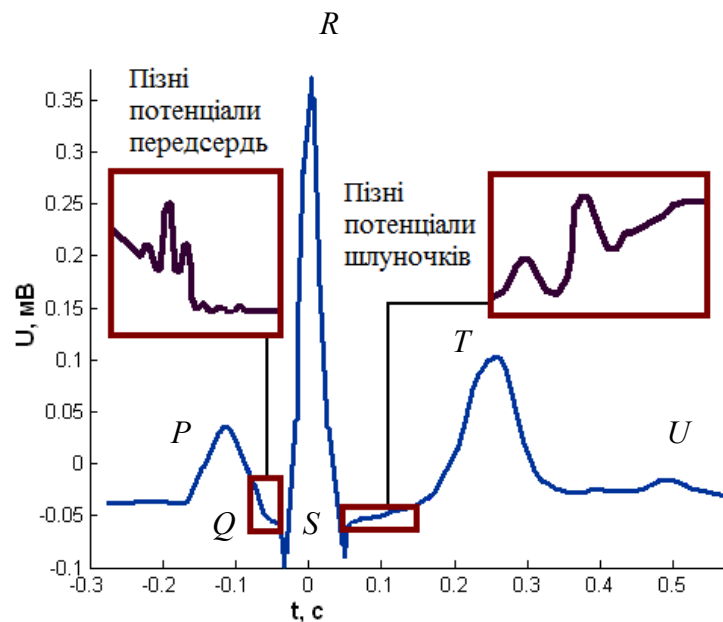 R
Пізні
потенціали
передсердь
Пізні
потенціали
шлуночків
U, мВ
0.35
0.3
0.25
0.2
0.15
0.1
0.05
0
-0.05
-0.1
P
Q
S
T
U
-0.3
-0.2
-0.1
0
0.1
0.2
0.3
0.4
0.5
t, с